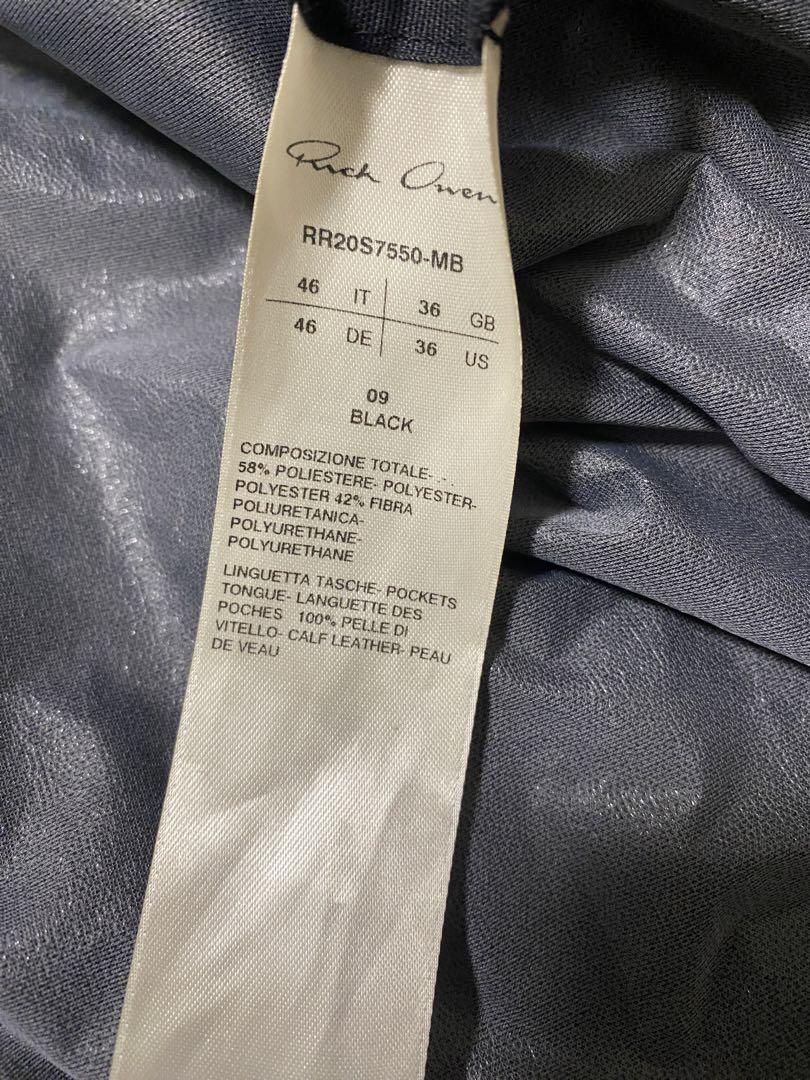 Rick Owen
RR20S7550-MB
46 IT 36 GB
46 DE 36 US
09
BLACK
COMPOSIZIONE TOTALE- .- .
58% POLIESTERE- POLYESTER-
POLYESTER 42% FIBRA
POLIURETANICA-
POLYURETHANE-
POLYURETHANE
LINGUETTA TASCHE- POCKETS
TONGUE- LANGUETTE DES
POCHES 100% PELLE DI
VITELLO- CALF LEATHER- PEAU
DE VEAU